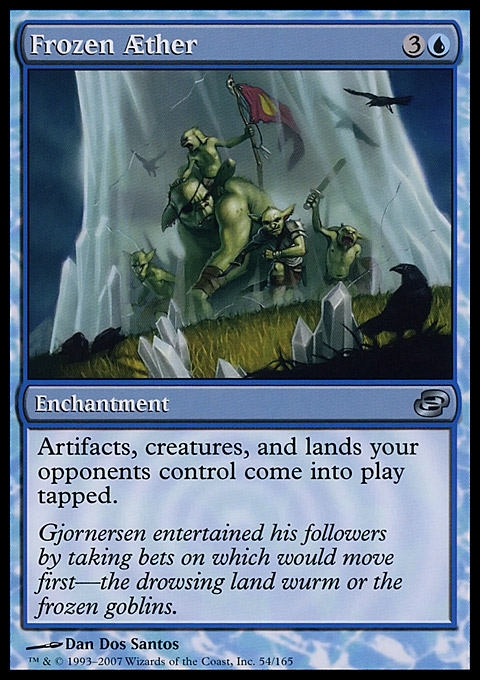 Frozen Æther 3
Enchantment
Artifacts, creatures, and lands your
opponents control come into play
tapped.
Gjornersen entertained his followers
by taking bets on which would move
first—the drowsing land wurm or the
frozen goblins.
Dan Dos Santos
™ & © 1993–2007 Wizards of the Coast, Inc. 54/165